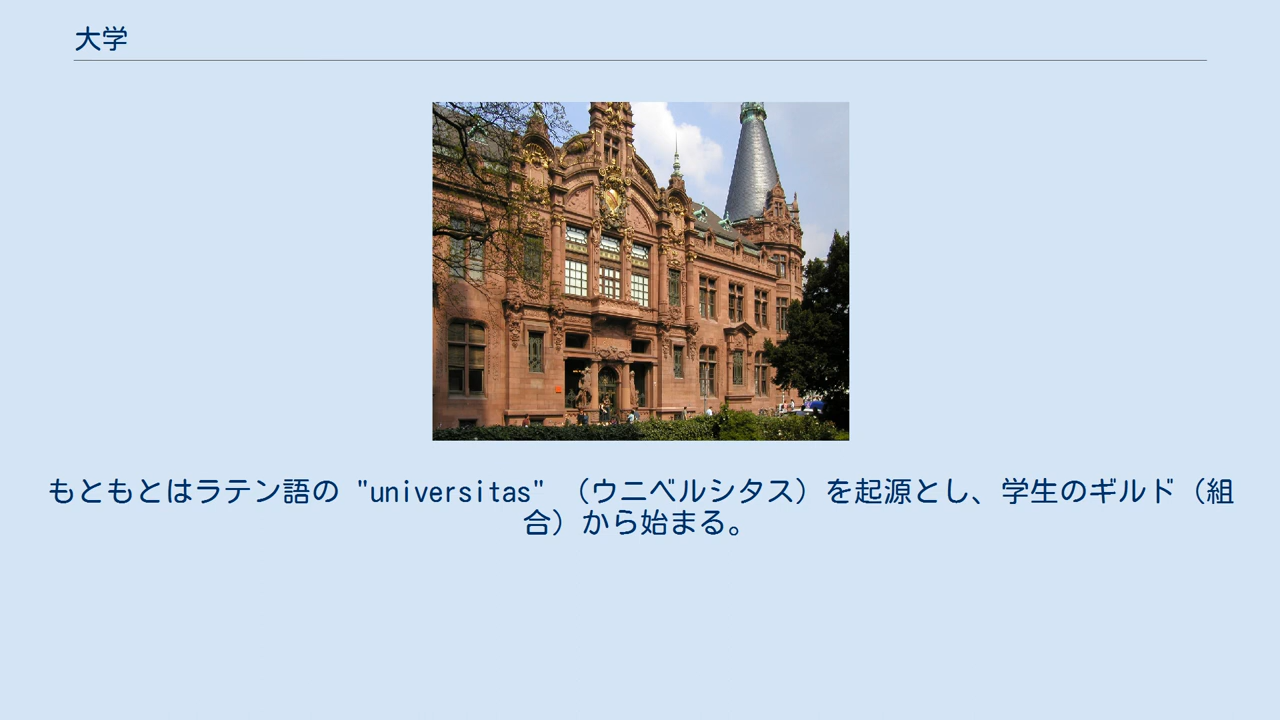 大学
もともとはラテン語の "universitas" （ウニベルシタス）を起源とし、学生のギルド（組
合）から始まる。